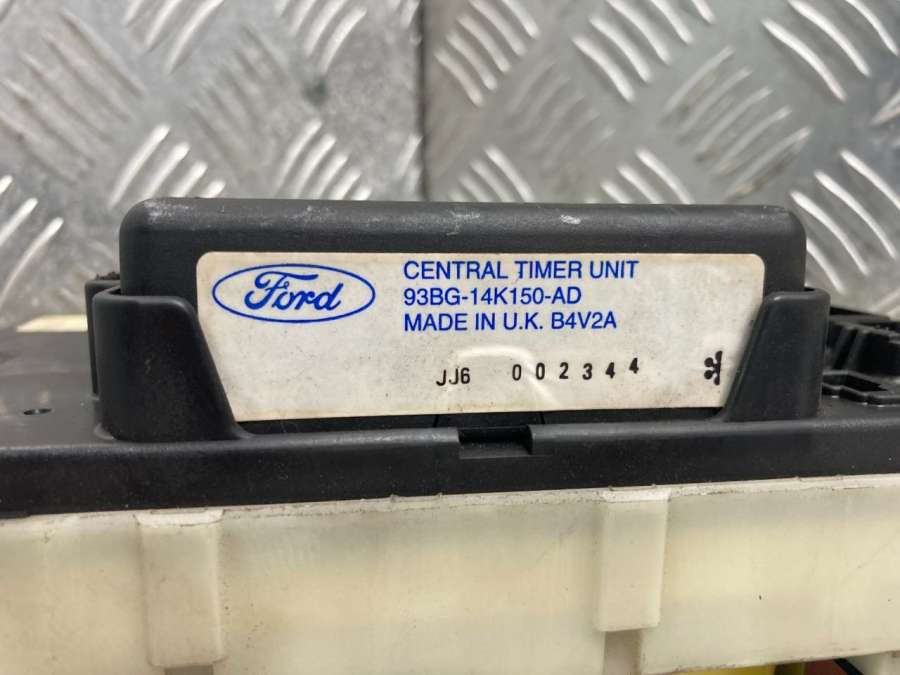 Ford
CENTRAL TIMER UNIT
93BG-14K150-AD
MADE IN U.K. B4V2A
JJ6 002344